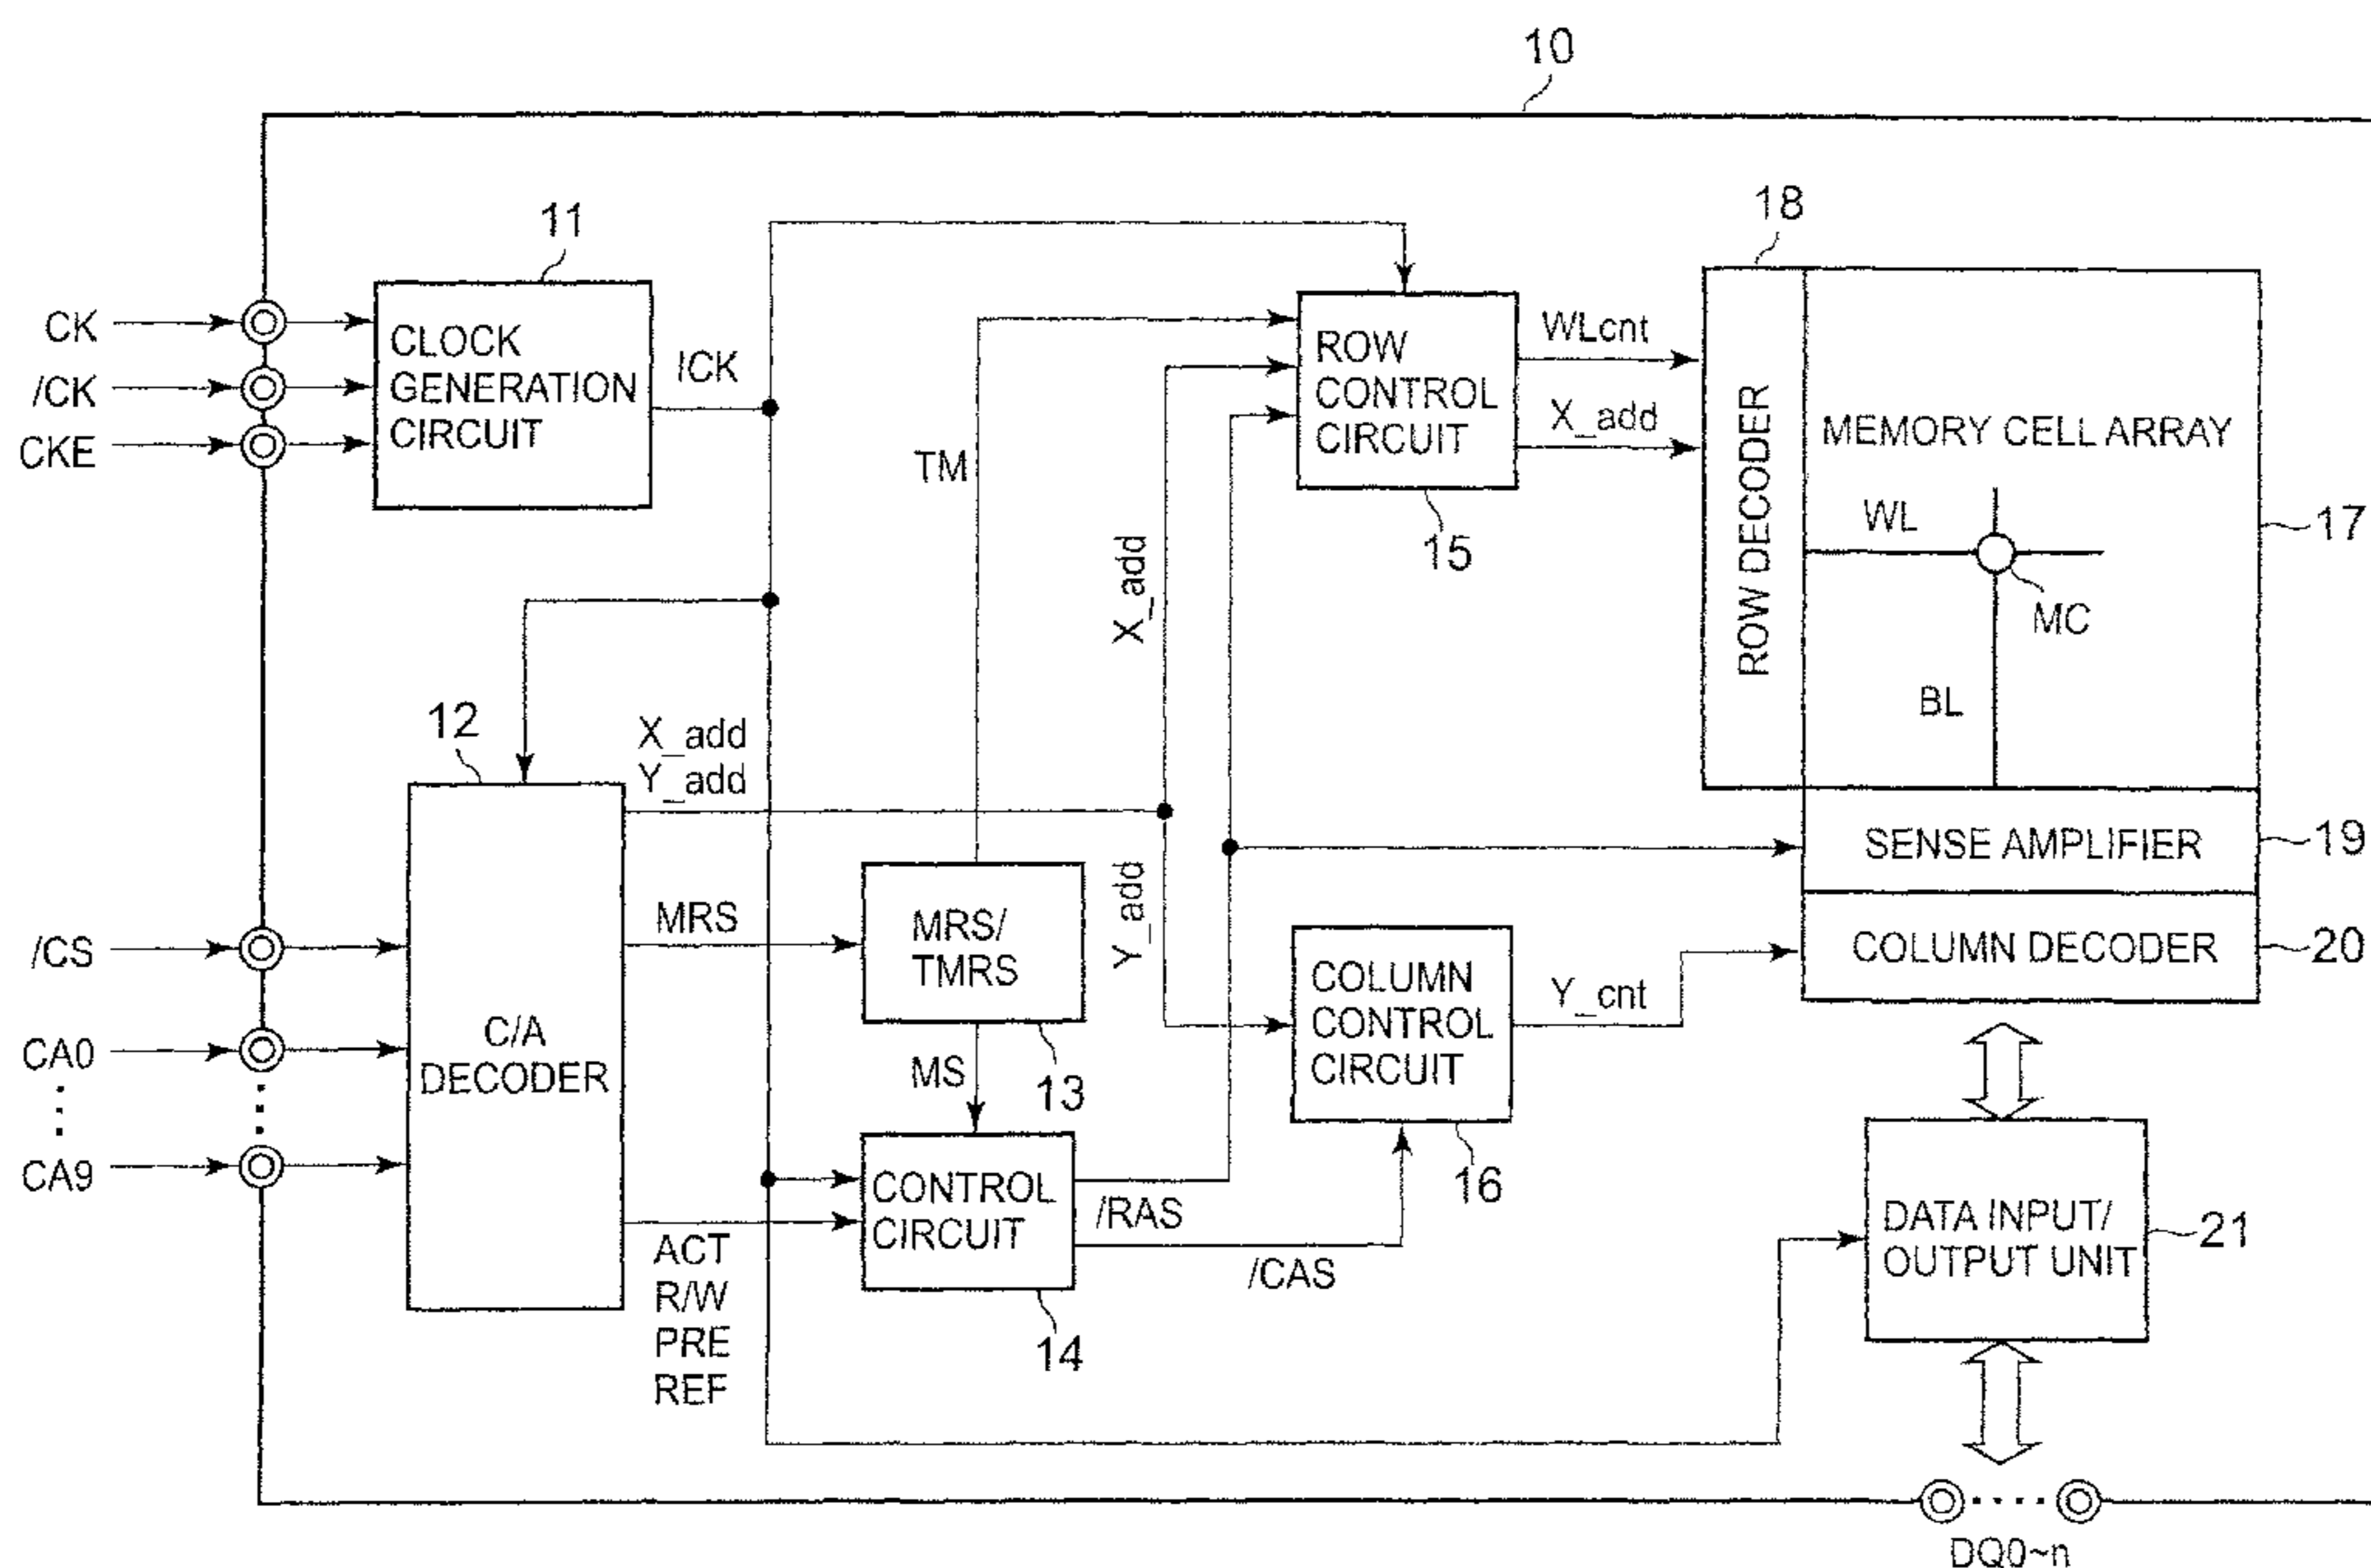 10
11
18
CK
/CK
CKE
CLOCK
GENERATION
CIRCUIT
ICK
TM
ROW
CONTROL
CIRCUIT
15
WLcnt
X_add
ROW DECODER
MEMORY CELL ARRAY
WL
MC
BL
17
X_add
12
X_add
Y_add
/CS
CA0
CA9
C/A
DECODER
MRS
MRS/
TMRS
13
MS
Y_add
SENSE AMPLIFIER
19
COLUMN DECODER
20
COLUMN
CONTROL
CIRCUIT
16
Y_cnt
CONTROL
CIRCUIT
14
/RAS
/CAS
ACT
R/W
PRE
REF
DATA INPUT/
OUTPUT UNIT
21
DQ0~n